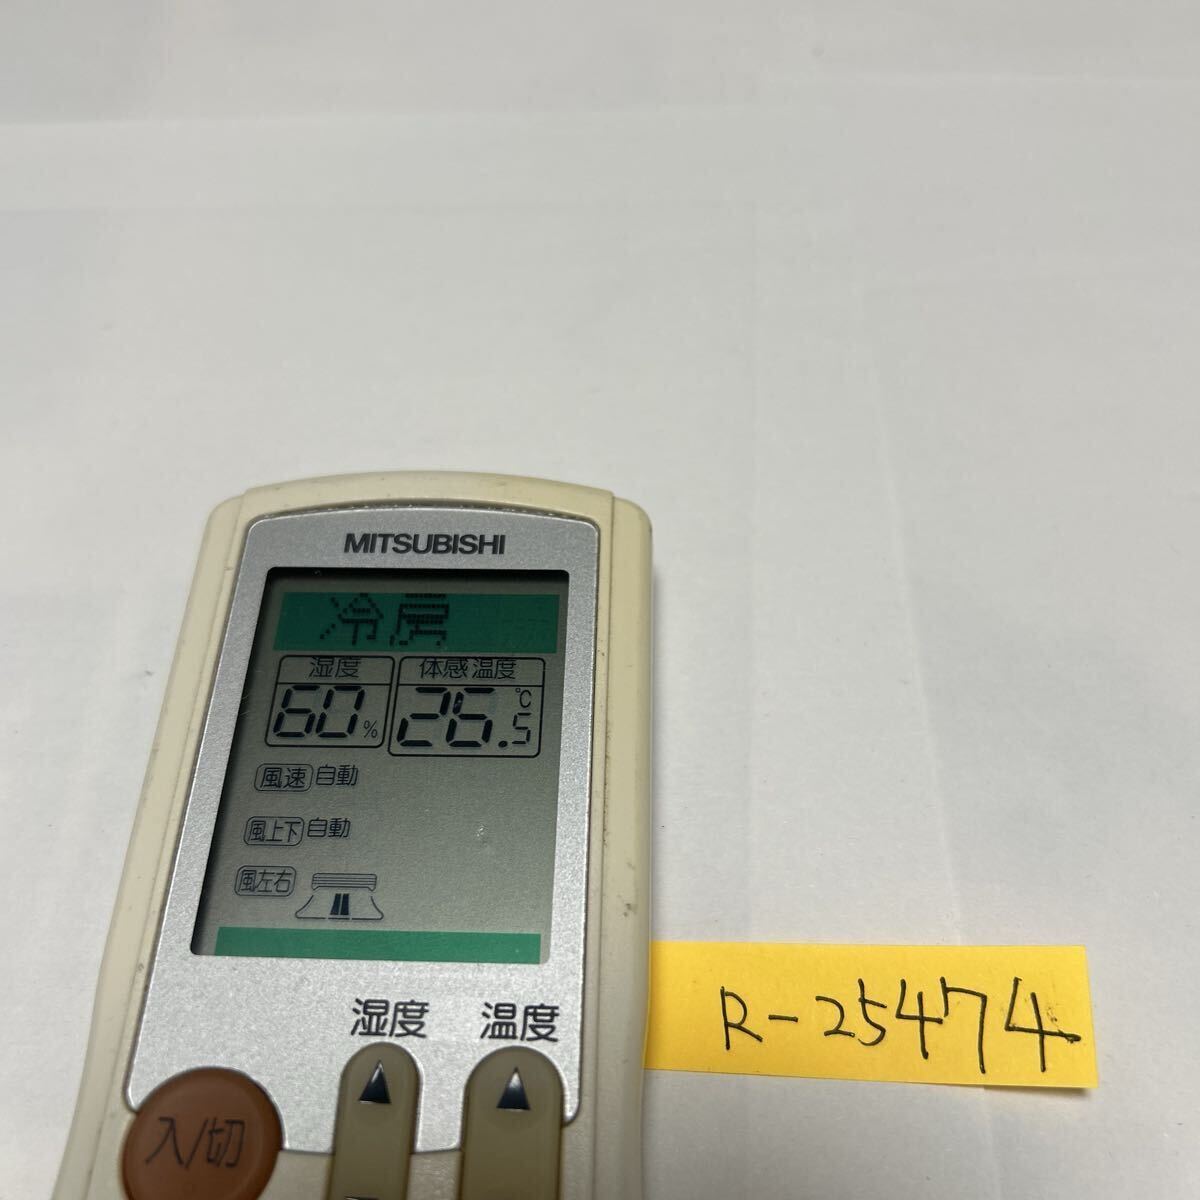 MITSUBISHI
冷房
湿度 体感温度
60% 26.5℃
風速 自動
風上下 自動
風左右
湿度 温度
入/切
R-25474